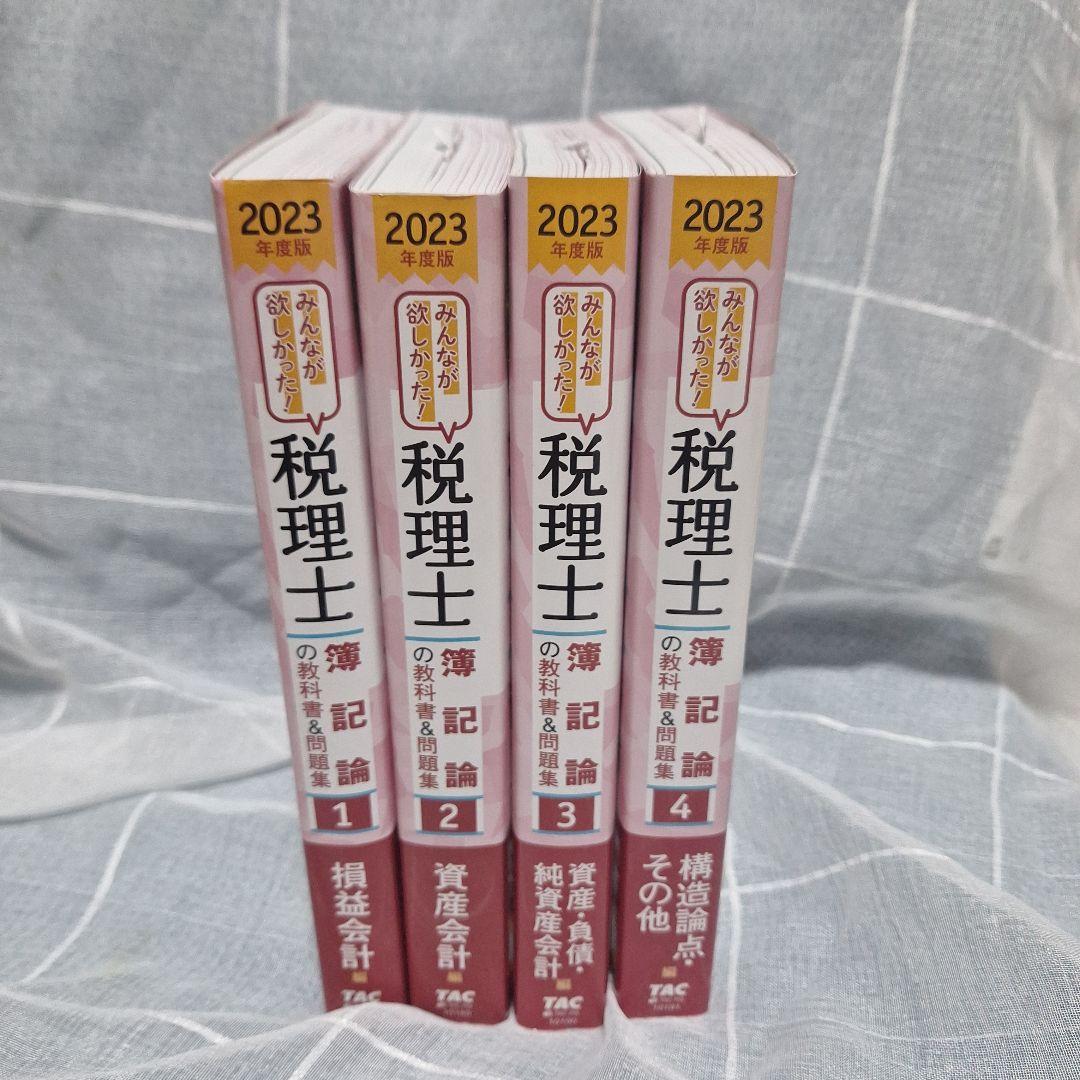 2023
年度版
みんなが
欲しかった!
税理士
簿記論
の教科書&問題集
1
損益会計編
TAC
2023
年度版
みんなが
欲しかった!
税理士
簿記論
の教科書&問題集
2
資産会計編
TAC
2023
年度版
みんなが
欲しかった!
税理士
簿記論
の教科書&問題集
3
資産・負債・
純資産会計編
TAC
2023
年度版
みんなが
欲しかった!
税理士
簿記論
の教科書&問題集
4
構造論点・
その他編
TAC